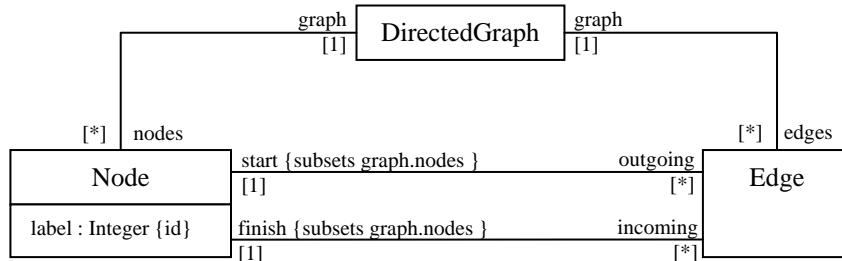 graph
[1]
DirectedGraph
graph
[1]
[*] nodes
[*] edges
Node
label : Integer {id}
start {subsets graph.nodes }
[1]
outgoing
[*]
finish {subsets graph.nodes }
[1]
incoming
[*]
Edge